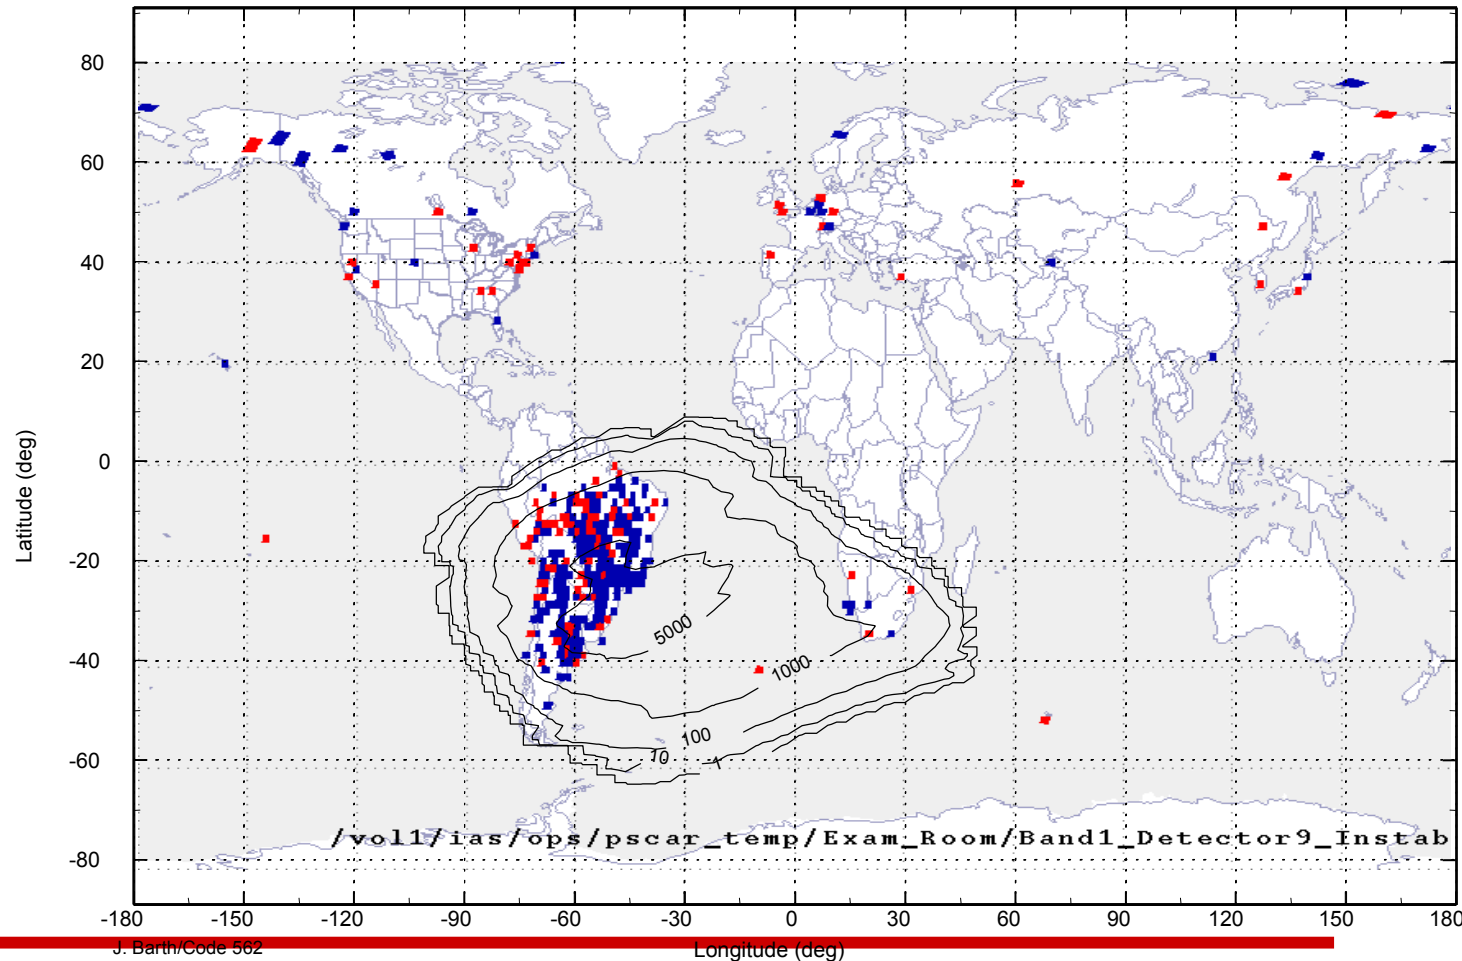 80
60
40
20
0
-20
-40
-60
-80
Latitude (deg)
5000
1000
100
10
1
/vol1/ias/ops/pscar_temp/Exam_Room/Band1_Detector9_Instab
-180 -150 -120 -90 -60 -30 0 30 60 90 120 150 180
J. Barth/Code 562
Longitude (deg)